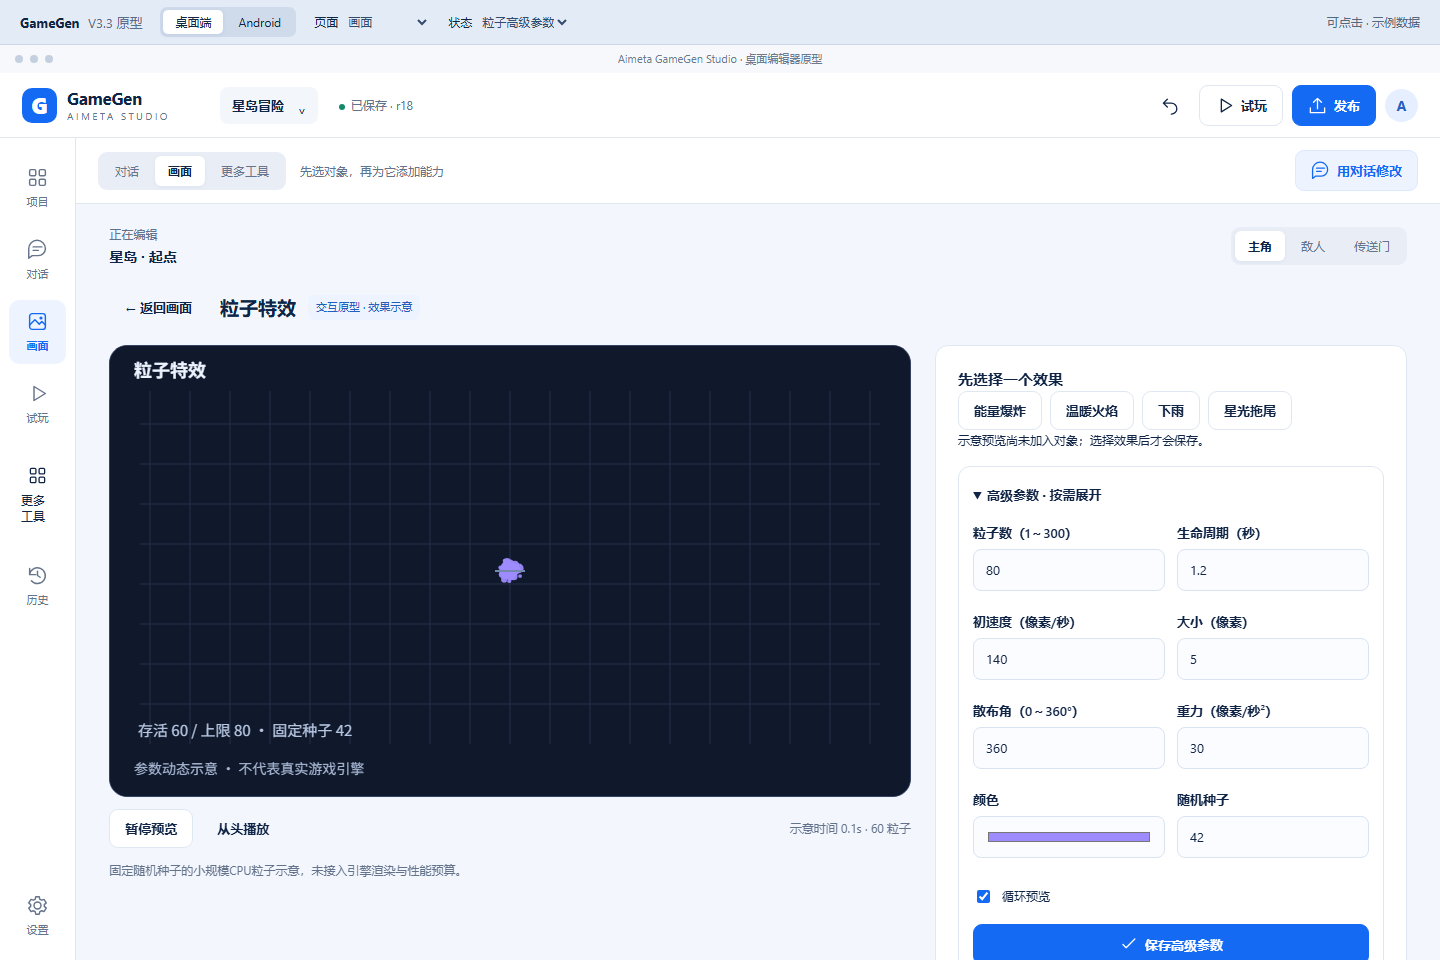 GameGen V3.3 原型 桌面端 Android 页面 画面 状态 粒子高级参数 可点击 · 示例数据
Aimeta GameGen Studio · 桌面编辑器原型
G GameGen 星岛冒险 已保存 · r18 试玩 发布 A
AIMETA STUDIO
对话 画面 更多工具 先选对象，再为它添加能力 用对话修改
项目
对话
画面
试玩
更多
工具
历史
设置
正在编辑
星岛 · 起点
主角 敌人 传送门
← 返回画面 粒子特效 交互原型 · 效果示意
粒子特效
存活 60 / 上限 80 • 固定种子 42
参数动态示意 • 不代表真实游戏引擎
暂停预览 从头播放 示意时间 0.1s · 60 粒子
固定随机种子的小规模CPU粒子示意，未接入引擎渲染与性能预算。
先选择一个效果
能量爆炸 温暖火焰 下雨 星光拖尾
示意预览尚未加入对象；选择效果后才会保存。
▼ 高级参数 · 按需展开
粒子数（1～300） 生命周期（秒）
80 1.2
初速度（像素/秒） 大小（像素）
140 5
散布角（0～360°） 重力（像素/秒²）
360 30
颜色 随机种子
42
循环预览
保存高级参数